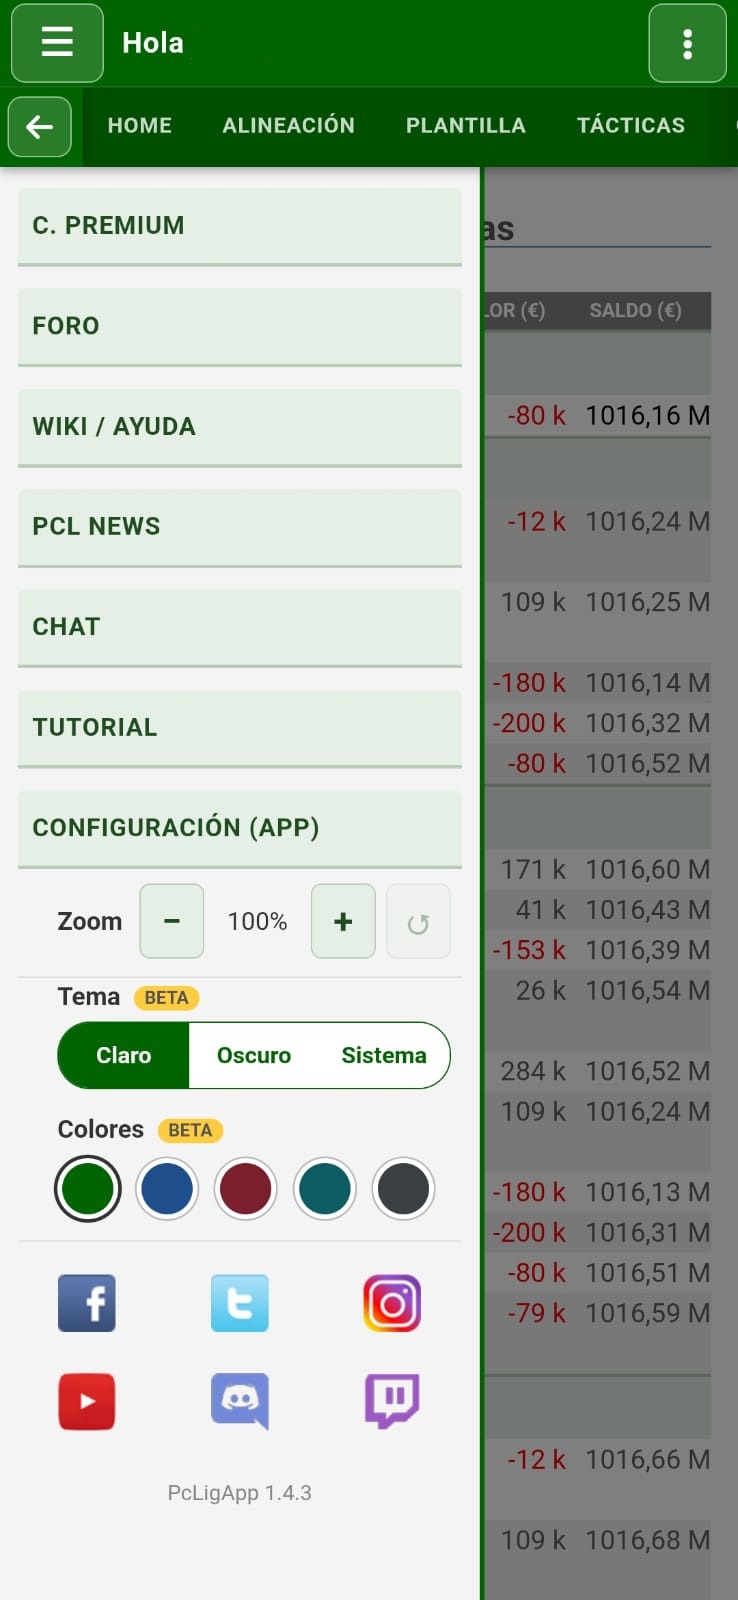 Hola
HOME ALINEACIÓN PLANTILLA TÁCTICAS
C. PREMIUM
FORO
WIKI / AYUDA
PCL NEWS
CHAT
TUTORIAL
CONFIGURACIÓN (APP)
Zoom − 100% +
Tema BETA
Claro Oscuro Sistema
Colores BETA
PcLigApp 1.4.3
as
LOR (€) SALDO (€)
-80 k 1016,16 M
-12 k 1016,24 M
109 k 1016,25 M
-180 k 1016,14 M
-200 k 1016,32 M
-80 k 1016,52 M
171 k 1016,60 M
41 k 1016,43 M
-153 k 1016,39 M
26 k 1016,54 M
284 k 1016,52 M
109 k 1016,24 M
-180 k 1016,13 M
-200 k 1016,31 M
-80 k 1016,51 M
-79 k 1016,59 M
-12 k 1016,66 M
109 k 1016,68 M